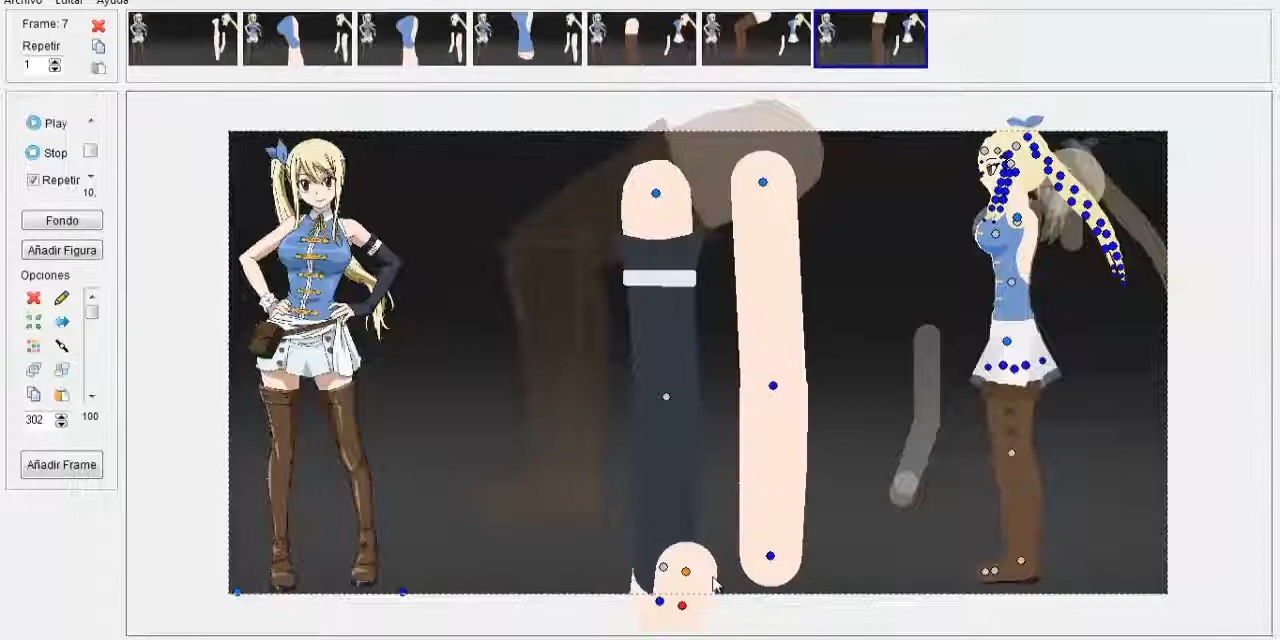 Archivo Editar Ayuda
Frame: 7
Repetir
1
Play
Stop
Repetir
10,
Fondo
Añadir Figura
Opciones
302
100
Añadir Frame